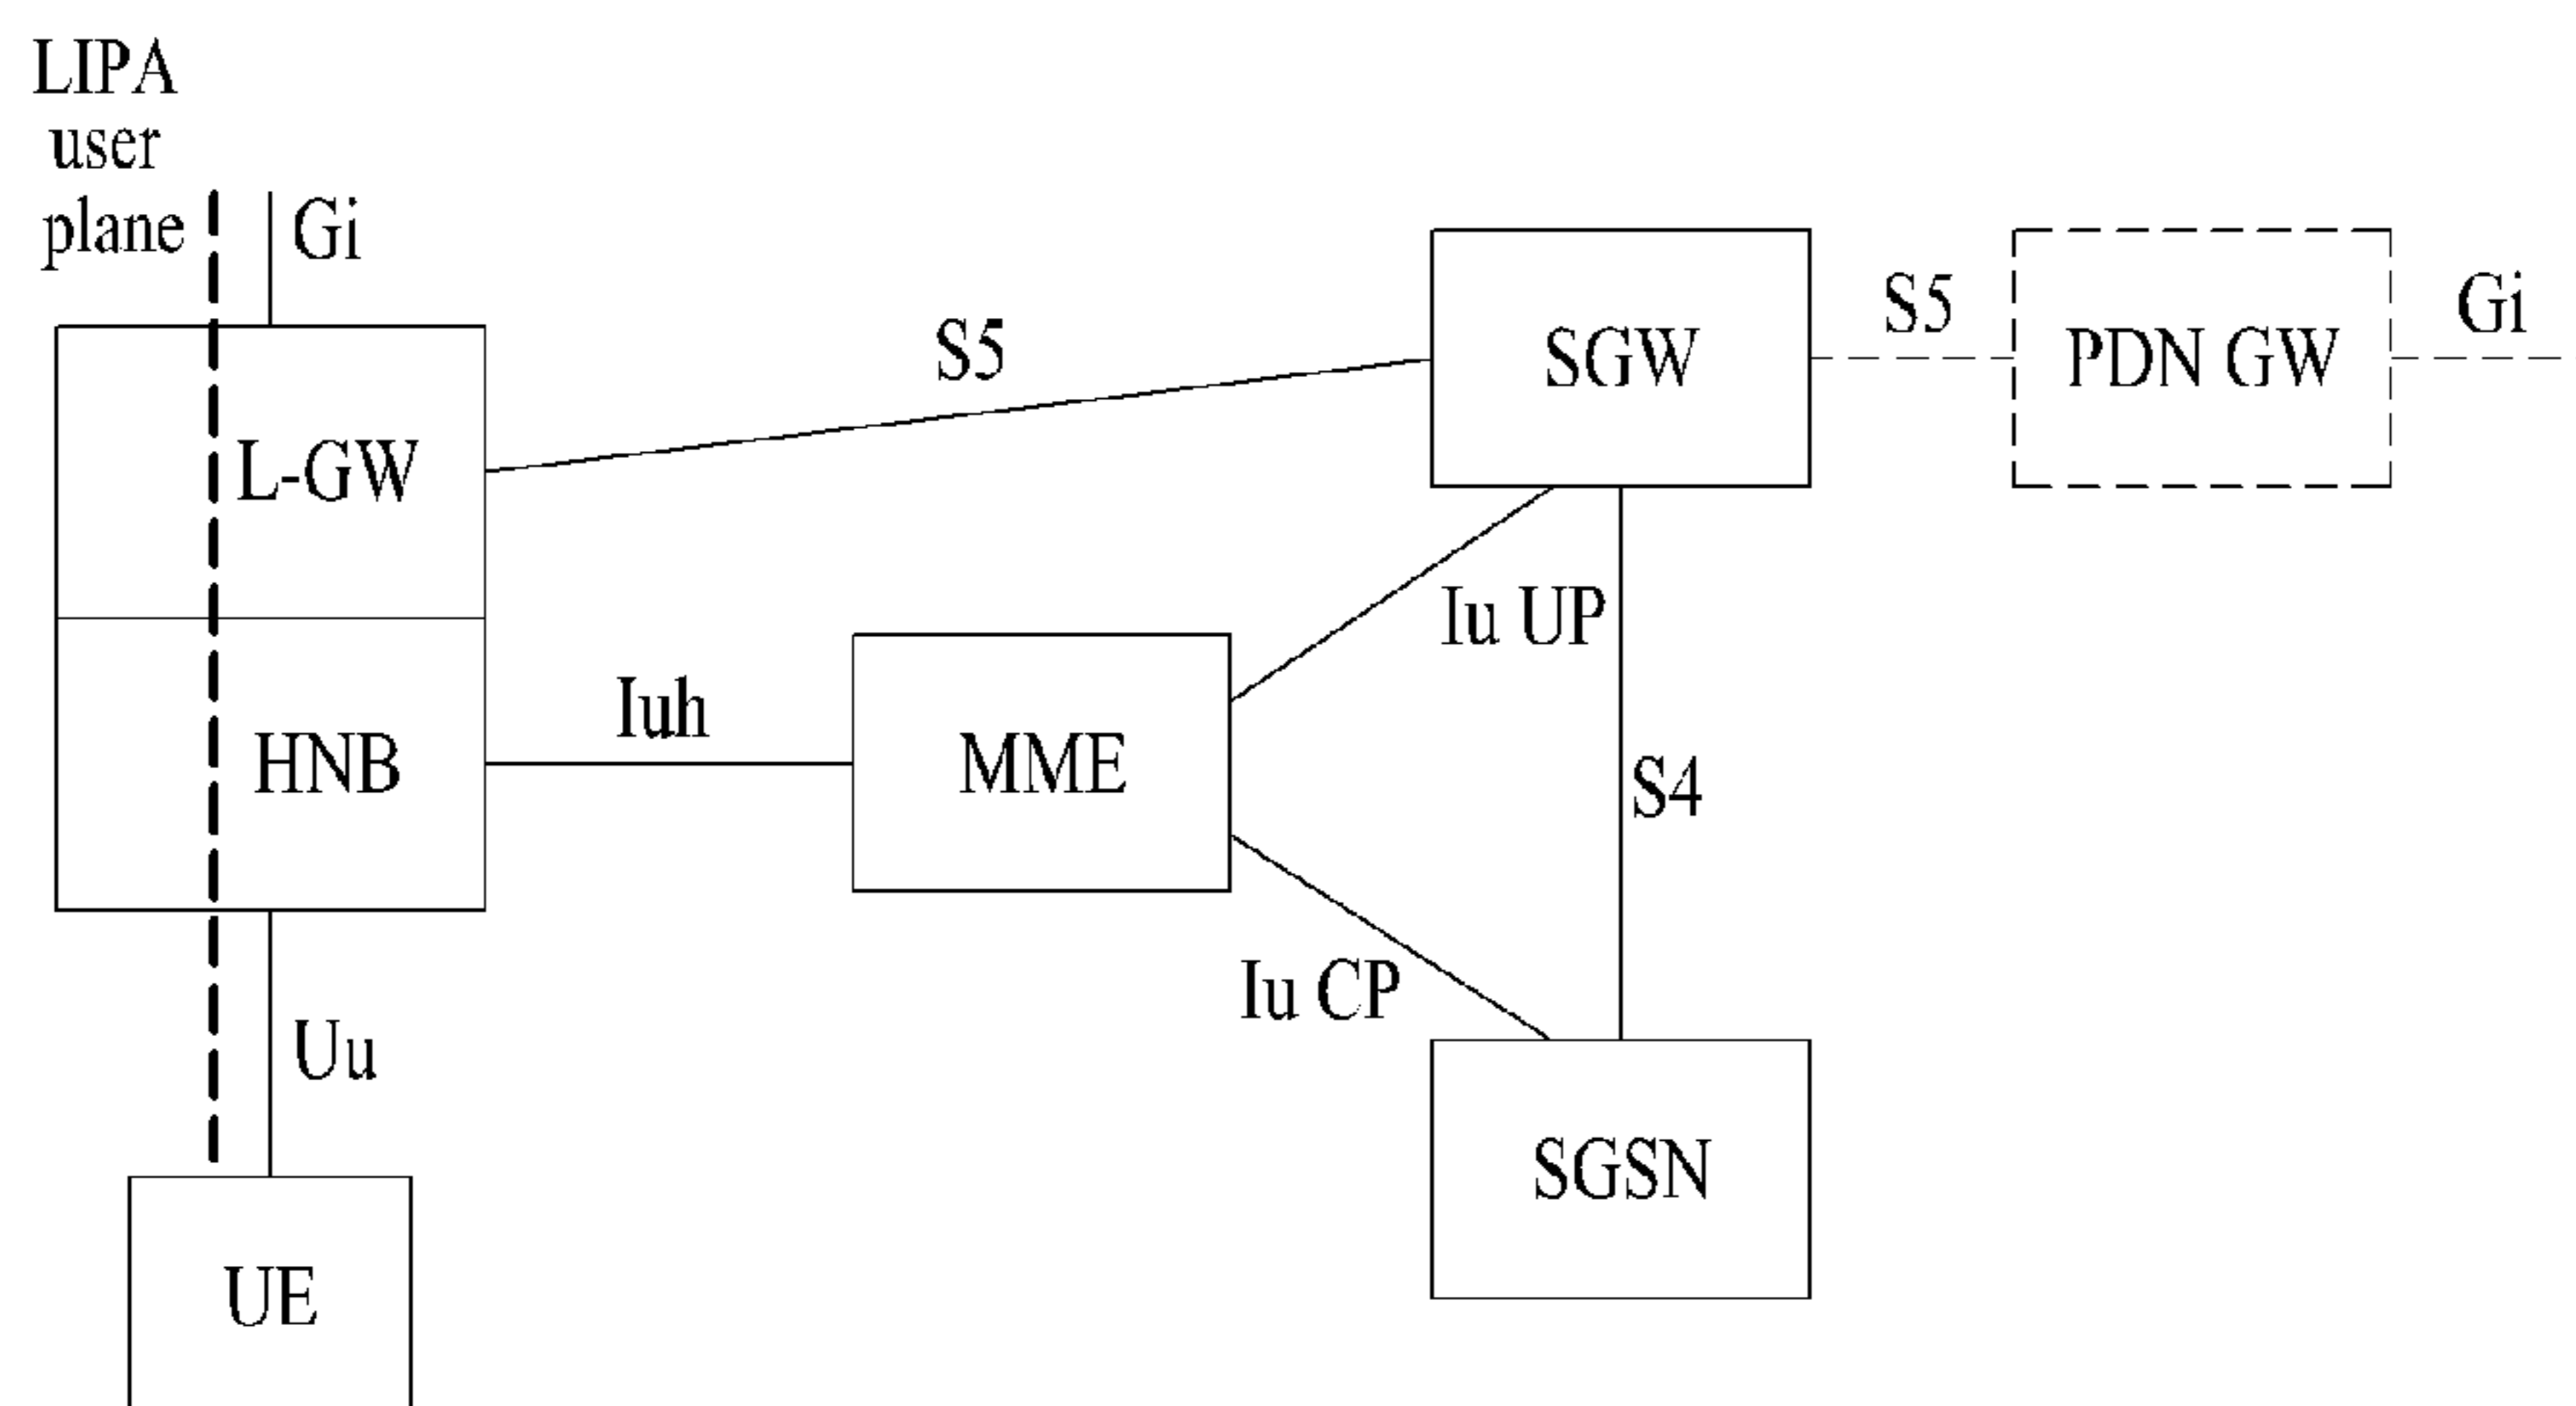 LIPA
user
plane
Gi
S5
SGW
S5
PDN GW
Gi
L-GW
Iu UP
HNB
Iuh
MME
S4
Iu CP
Uu
SGSN
UE